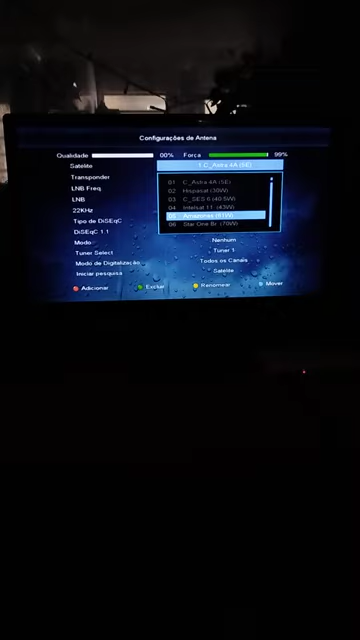 Configurações de Antena
Qualidade 00% Força 99%
Satélite 1 C_Astra 4A (5E)
Transponder
LNB Freq
LNB
22KHz
Tipo de DiSEqC
DiSEqC 1.1
Modo
Tuner Select
Modo de Digitalização
Iniciar pesquisa
01 C_Astra 4A (5E)
02 Hispasat (30W)
03 C_SES 6 (40.5W)
04 Intelsat 11 (43W)
05 Amazonas (61W)
06 Star One Br (70W)
Nenhum
Tuner 1
Todos os Canais
Satélite
Adicionar Excluir Renomear Mover